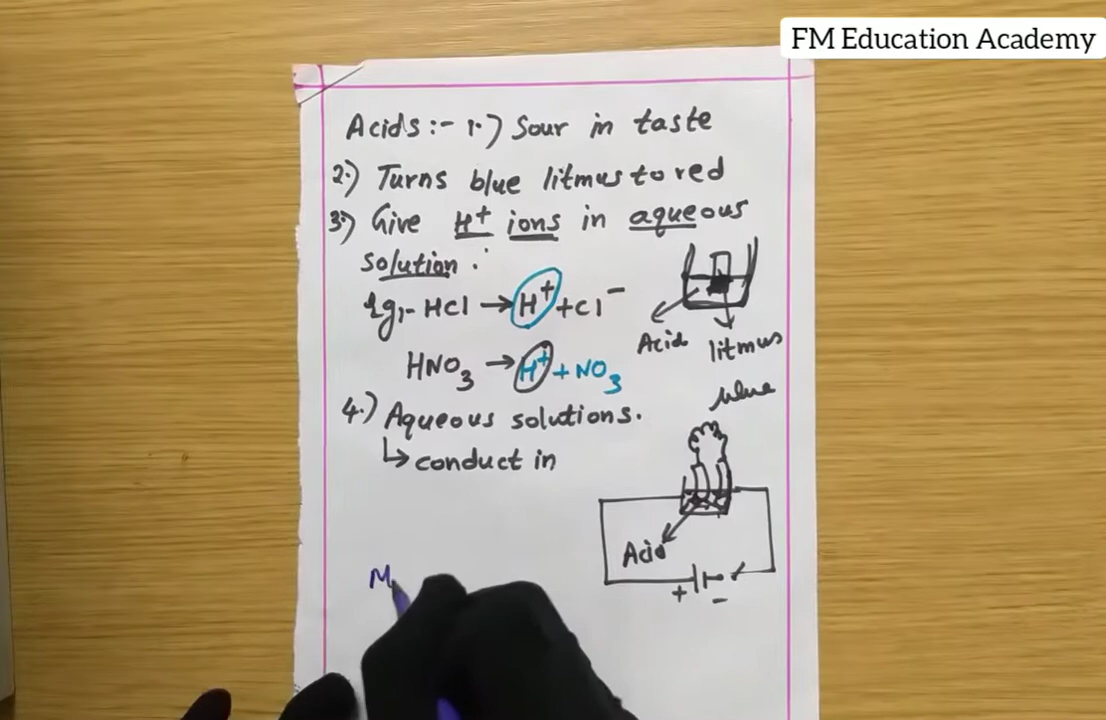 FM Education Academy
Acids:- 1.) Sour in taste
2.) Turns blue litmus to red
3.) Give H⁺ ions in aqueous
solution.
Eg:- HCl → H⁺ + Cl⁻
Acid litmus
HNO₃ → H⁺ + NO₃
blue
4.) Aqueous solutions.
↳ conduct in
Acid
+ -
M